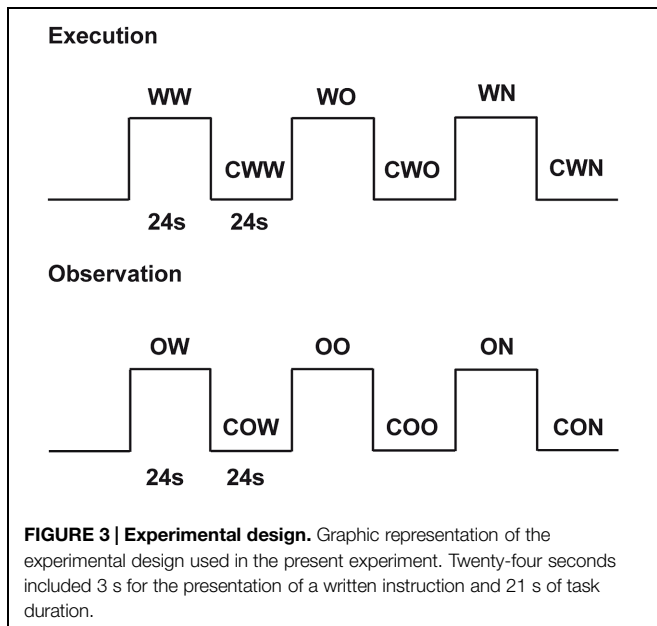 Execution
WW WO WN
CWW CWO CWN
24s 24s
Observation
OW OO ON
COW COO CON
24s 24s
FIGURE 3 | Experimental design. Graphic representation of the
experimental design used in the present experiment. Twenty-four seconds
included 3 s for the presentation of a written instruction and 21 s of task
duration.